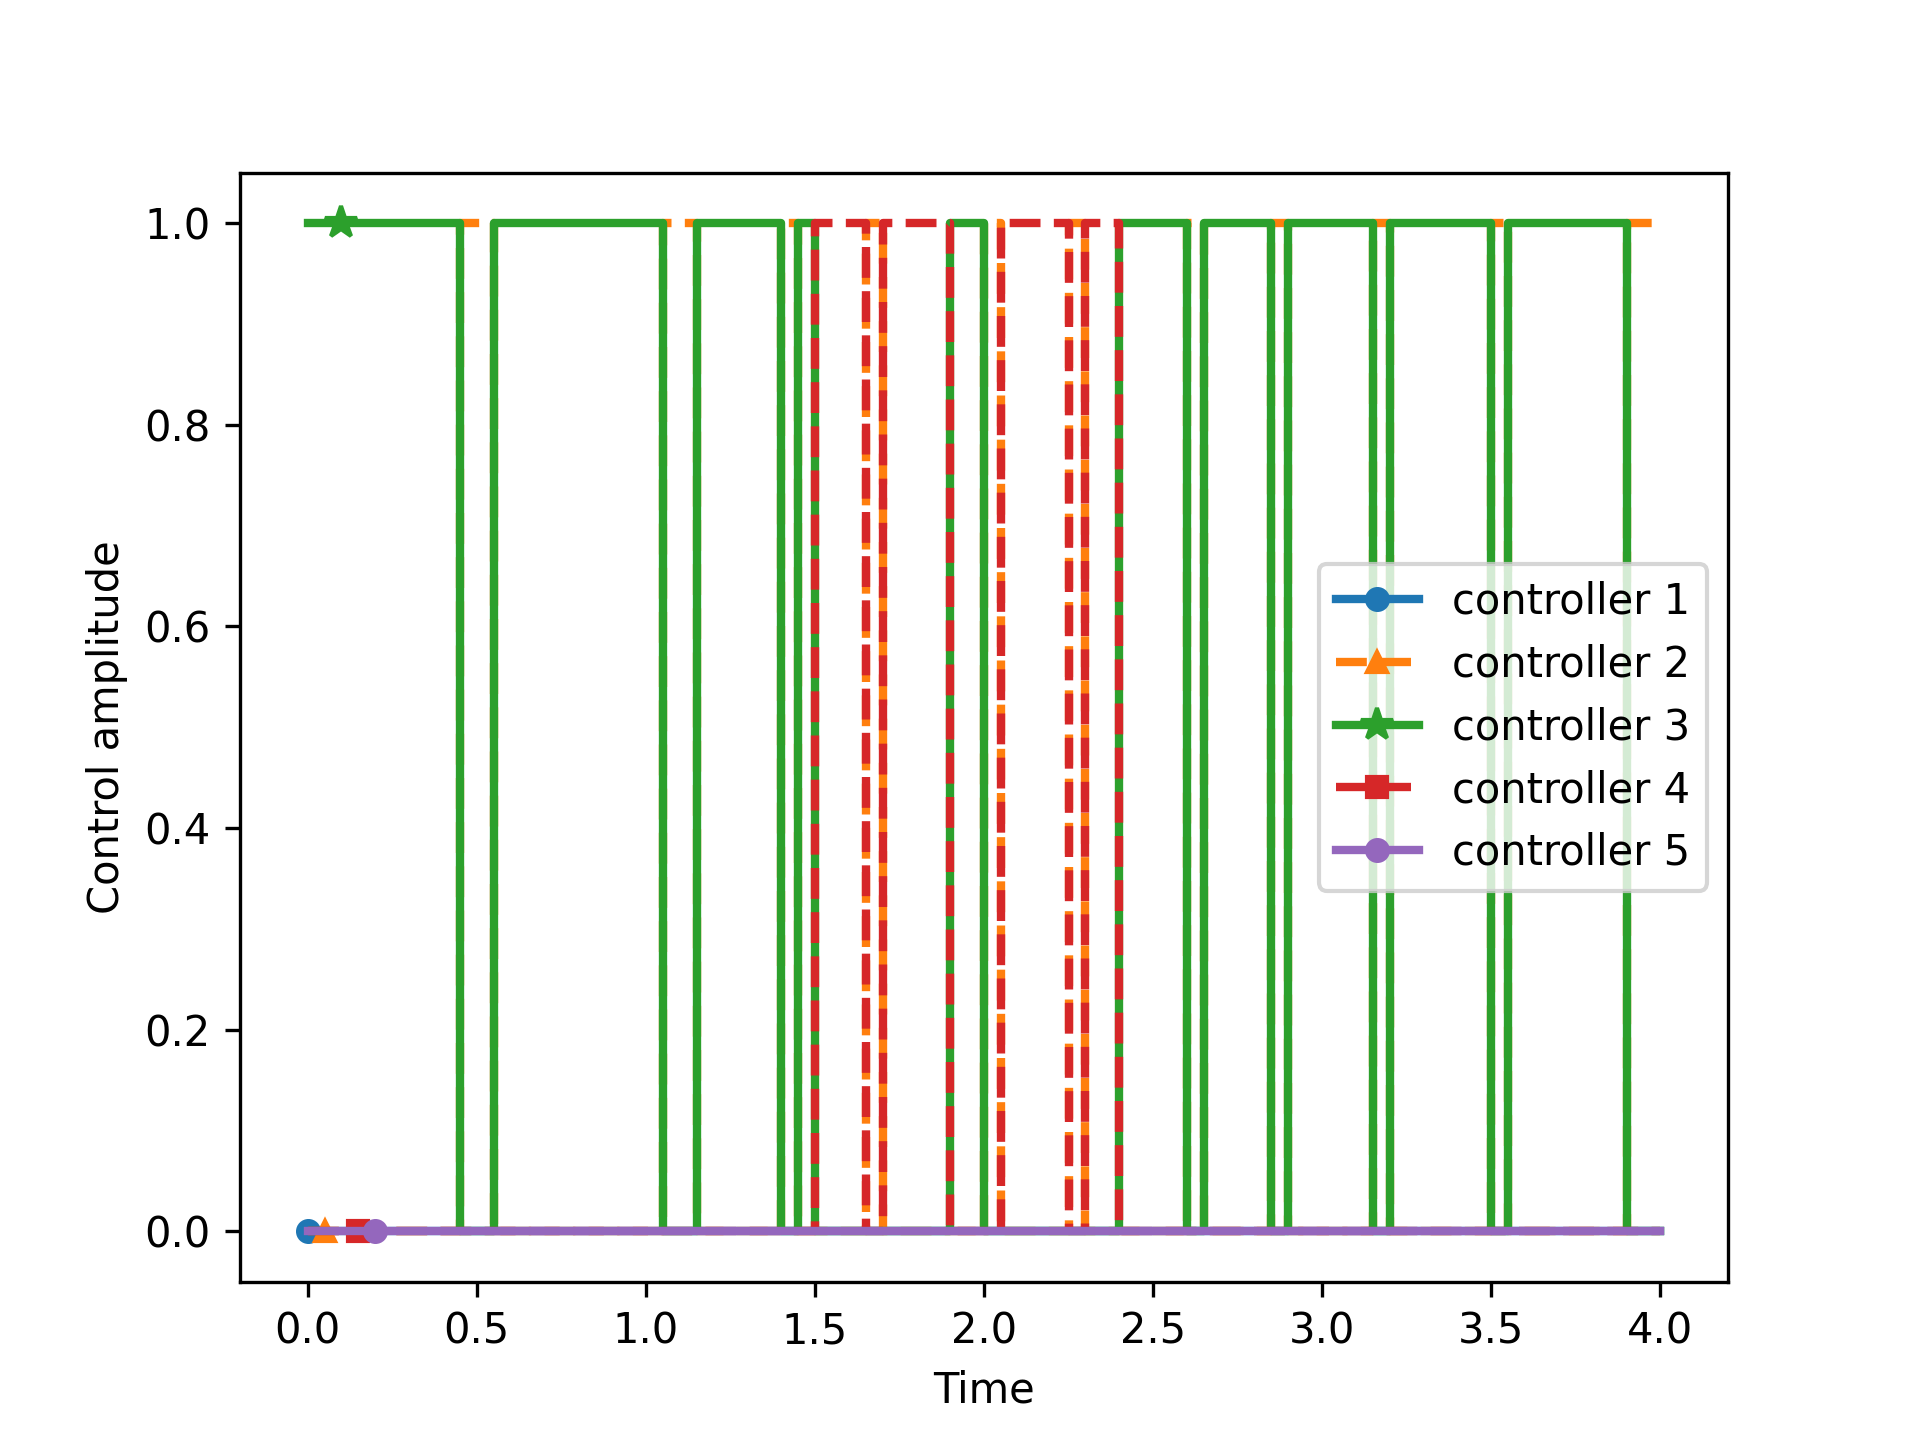 1.0
0.8
0.6
0.4
0.2
0.0
Control amplitude
controller 1
controller 2
controller 3
controller 4
controller 5
0.0 0.5 1.0 1.5 2.0 2.5 3.0 3.5 4.0
Time